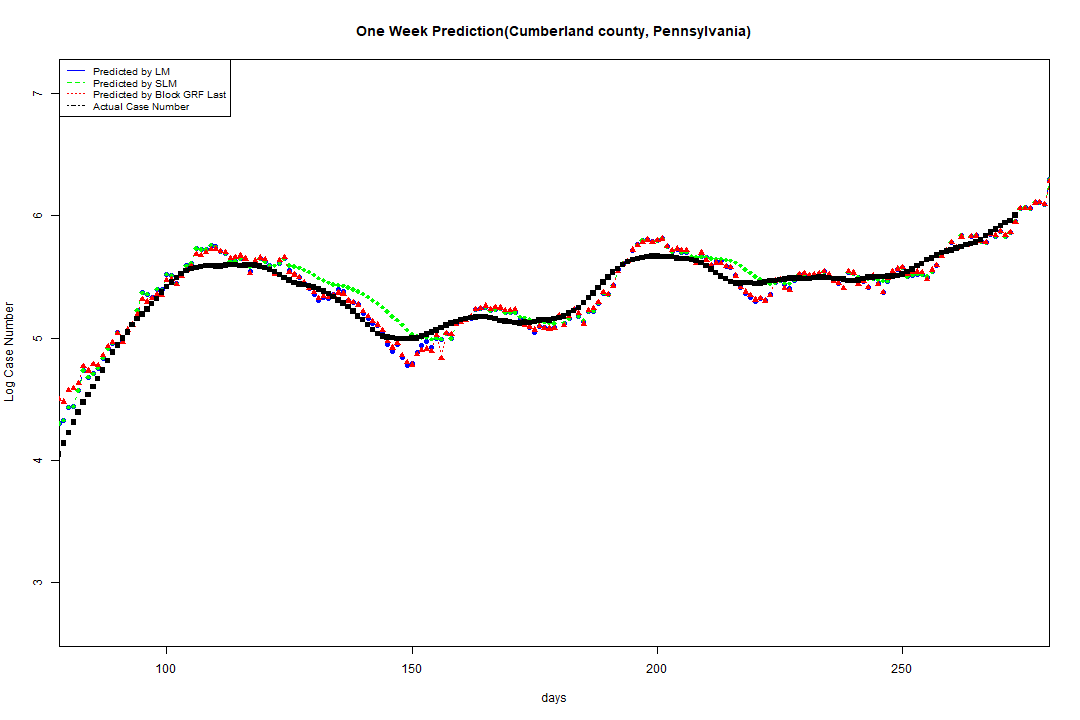 One Week Prediction(Cumberland county, Pennsylvania)
Predicted by LM
Predicted by SLM
Predicted by Block GRF Last
Actual Case Number
7
6
5
4
3
Log Case Number
100 150 200 250
days